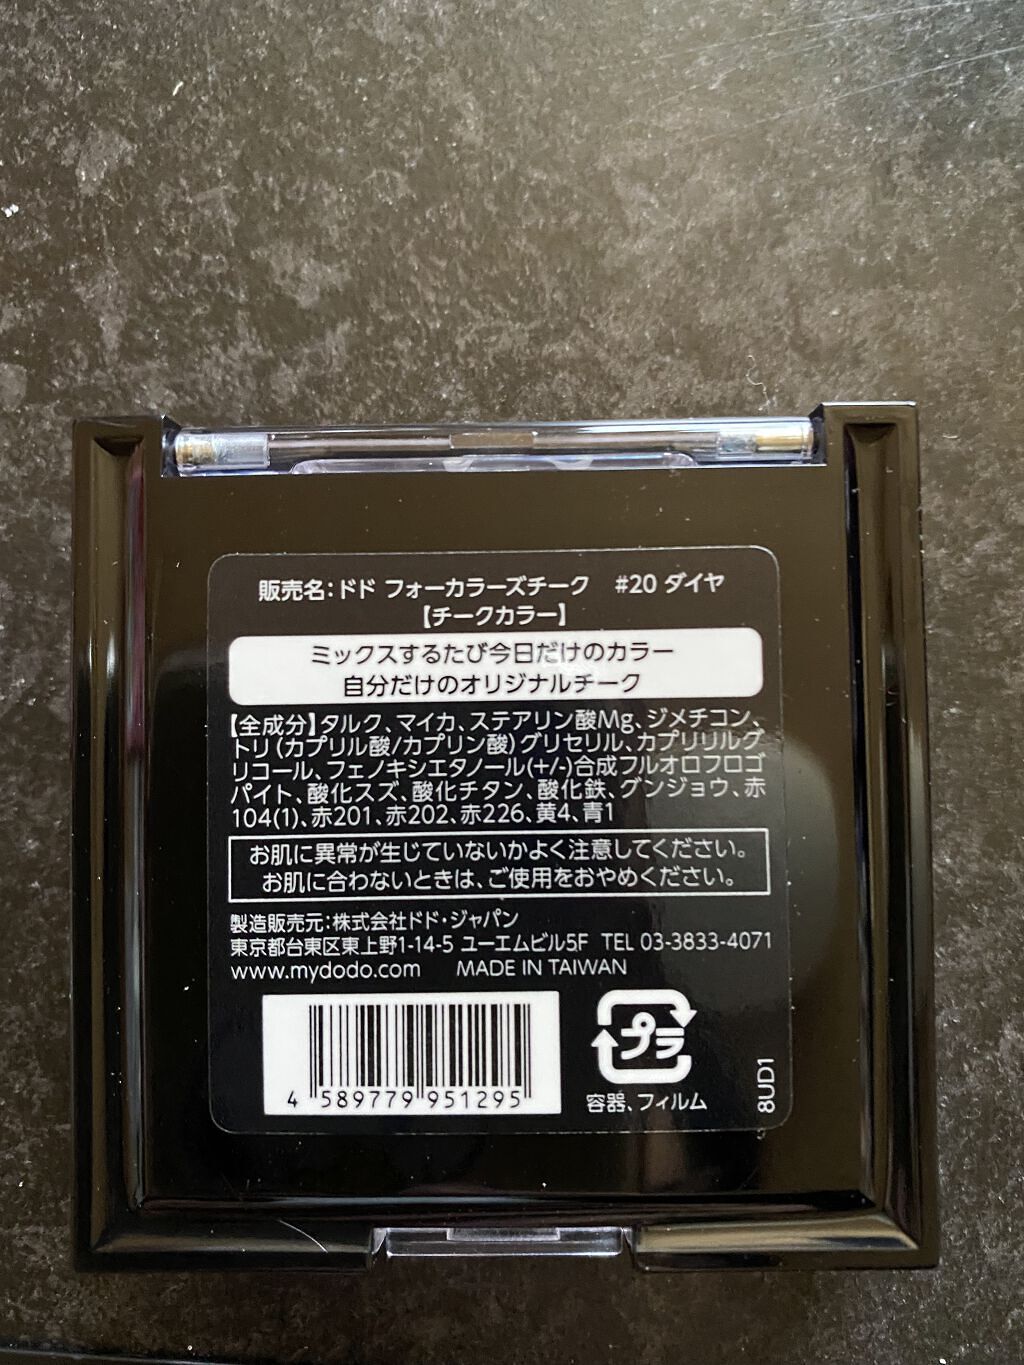 販売名:ドド フォーカラーズチーク #20 ダイヤ
【チークカラー】
ミックスするたび今日だけのカラー
自分だけのオリジナルチーク
【全成分】タルク、マイカ、ステアリン酸Mg、ジメチコン、
トリ(カプリル酸/カプリン酸)グリセリル、カプリリルグ
リコール、フェノキシエタノール(+/-)合成フルオロフロゴ
パイト、酸化スズ、酸化チタン、酸化鉄、グンジョウ、赤
104(1)、赤201、赤202、赤226、黄4、青1
お肌に異常が生じていないかよく注意してください。
お肌に合わないときは、ご使用をおやめください。
製造販売元:株式会社ドド・ジャパン
東京都台東区東上野1-14-5 ユーエムビル5F TEL 03-3833-4071
www.mydodo.com MADE IN TAIWAN
4 589779 951295
プラ
容器、フィルム
8UD1